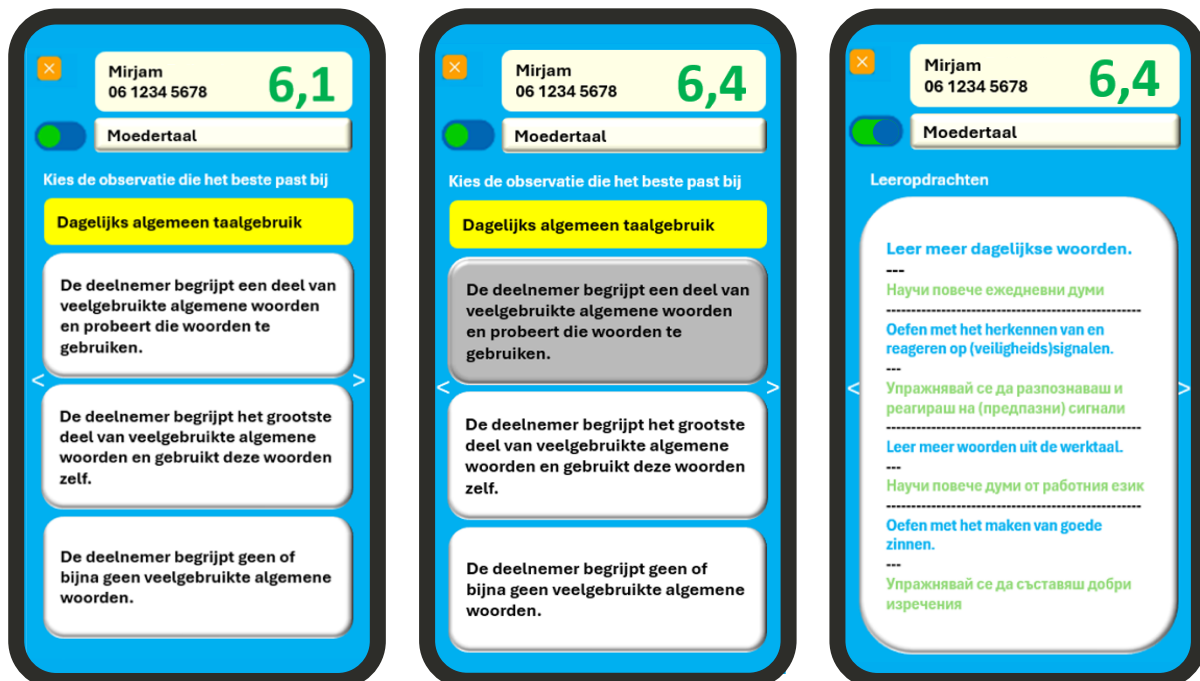 Mirjam
06 1234 5678
6,1
Moedertaal
Kies de observatie die het beste past bij
Dagelijks algemeen taalgebruik
De deelnemer begrijpt een deel van
veelgebruikte algemene woorden
en probeert die woorden te
gebruiken.
< >
De deelnemer begrijpt het grootste
deel van veelgebruikte algemene
woorden en gebruikt deze woorden
zelf.
De deelnemer begrijpt geen of
bijna geen veelgebruikte algemene
woorden.
Mirjam
06 1234 5678
6,4
Moedertaal
Kies de observatie die het beste past bij
Dagelijks algemeen taalgebruik
De deelnemer begrijpt een deel van
veelgebruikte algemene woorden
en probeert die woorden te
gebruiken.
< >
De deelnemer begrijpt het grootste
deel van veelgebruikte algemene
woorden en gebruikt deze woorden
zelf.
De deelnemer begrijpt geen of
bijna geen veelgebruikte algemene
woorden.
Mirjam
06 1234 5678
6,4
Moedertaal
Leeropdrachten
Leer meer dagelijkse woorden.
---
Научи повече ежедневни думи
---------------------------------------------------
Oefen met het herkennen van en
reageren op (veiligheids)signalen.
---
Упражнявай се да разпознаваш и
реагираш на (предпазни) сигнали
---------------------------------------------------
< >
Leer meer woorden uit de werktaal.
---
Научи повече думи от работния език
---------------------------------------------------
Oefen met het maken van goede
zinnen.
---
Упражнявай се да съставяш добри
изречения